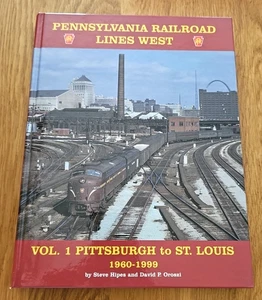 PENNSYLVANIA RAILROAD
LINES WEST
VOL. 1 PITTSBURGH to ST. LOUIS
1960-1999
by Steve Hipes and David P. Oroszi